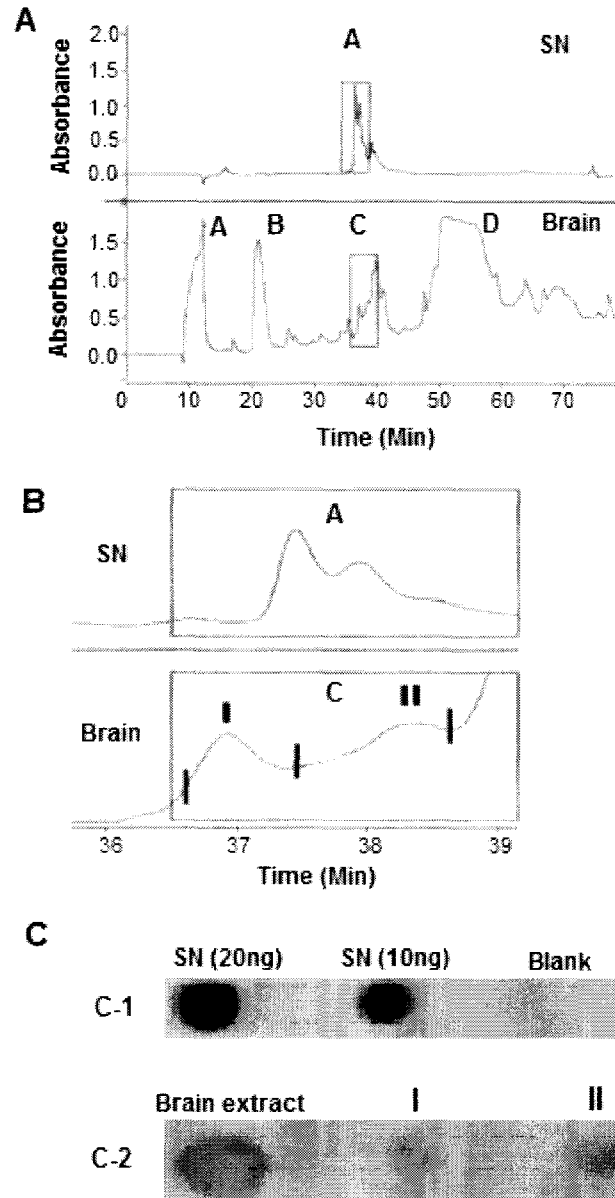 A
A SN
2.0
1.5
1.0
0.5
0.0
Absorbance
A B C D Brain
1.5
1.0
0.5
0.0
Absorbance
0 10 20 30 40 50 60 70
Time (Min)
B
A
SN
C
I II
Brain
36 37 38 39
Time (Min)
C
SN (20ng) SN (10ng) Blank
C-1
Brain extract I II
C-2